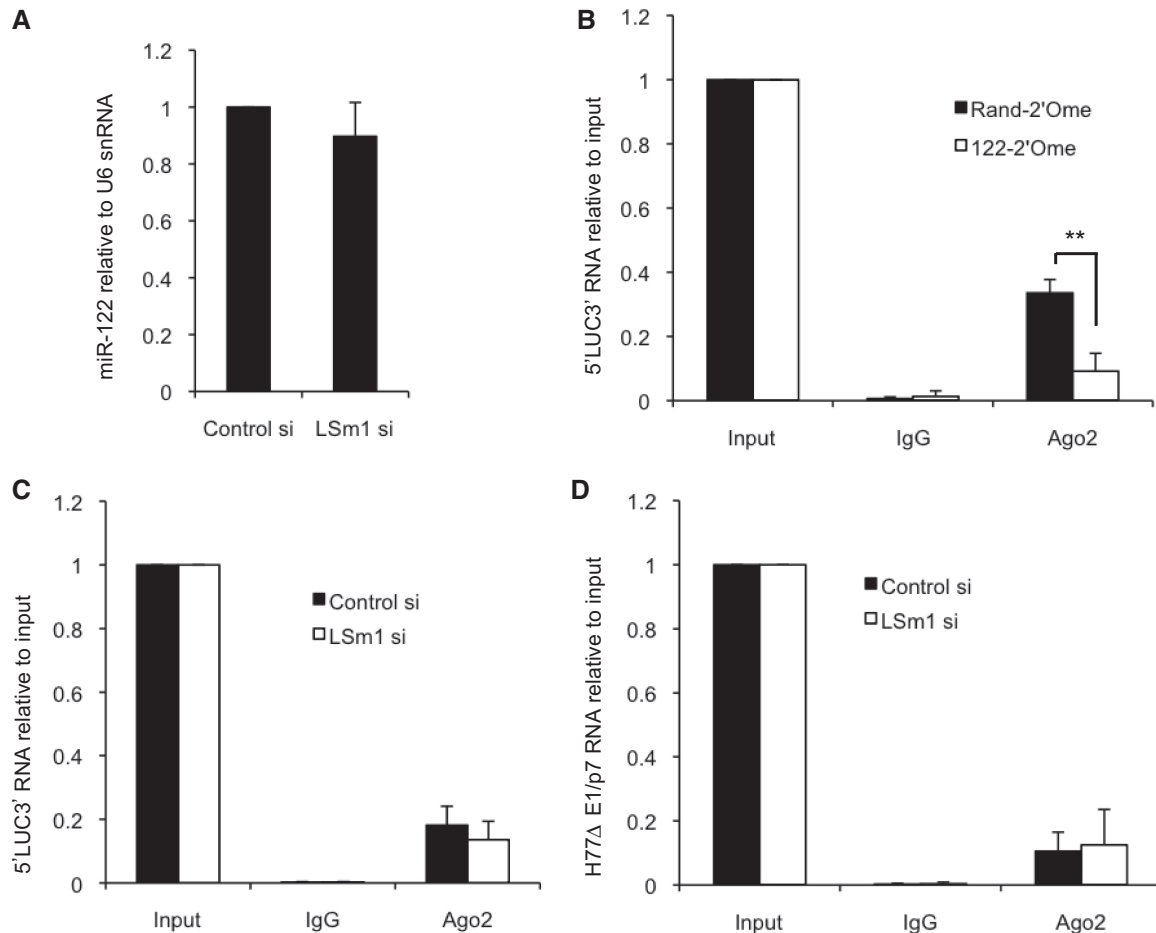 A
miR-122 relative to U6 snRNA
1.2
1
0.8
0.6
0.4
0.2
0
Control si LSm1 si
B
5'LUC3' RNA relative to input
1.2
1
0.8
0.6
0.4
0.2
0
Rand-2'Ome
122-2'Ome
**
Input IgG Ago2
C
5'LUC3' RNA relative to input
1.2
1
0.8
0.6
0.4
0.2
0
Control si
LSm1 si
Input IgG Ago2
D
H77Δ E1/p7 RNA relative to input
1.2
1
0.8
0.6
0.4
0.2
0
Control si
LSm1 si
Input IgG Ago2